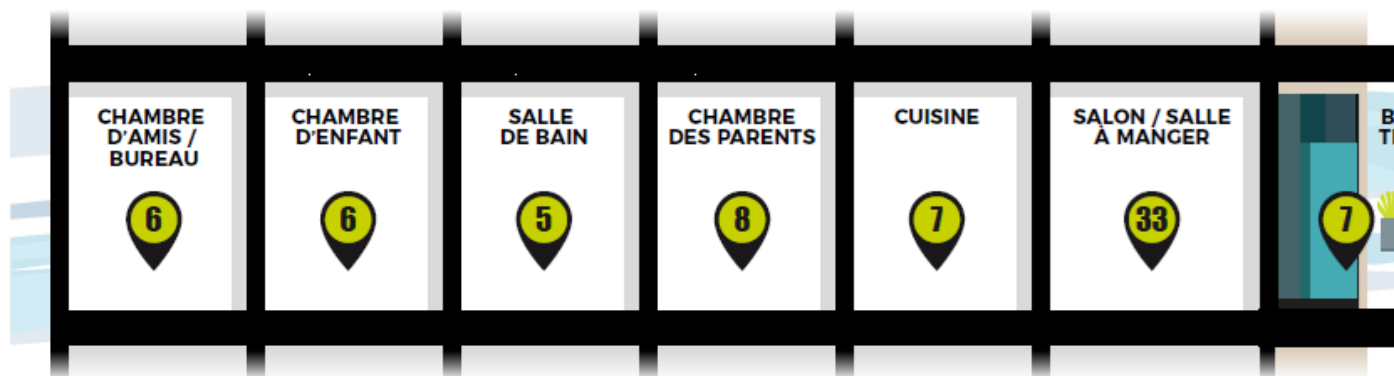 CHAMBRE
D'AMIS /
BUREAU
6
CHAMBRE
D'ENFANT
6
SALLE
DE BAIN
5
CHAMBRE
DES PARENTS
8
CUISINE
7
SALON / SALLE
À MANGER
33
7